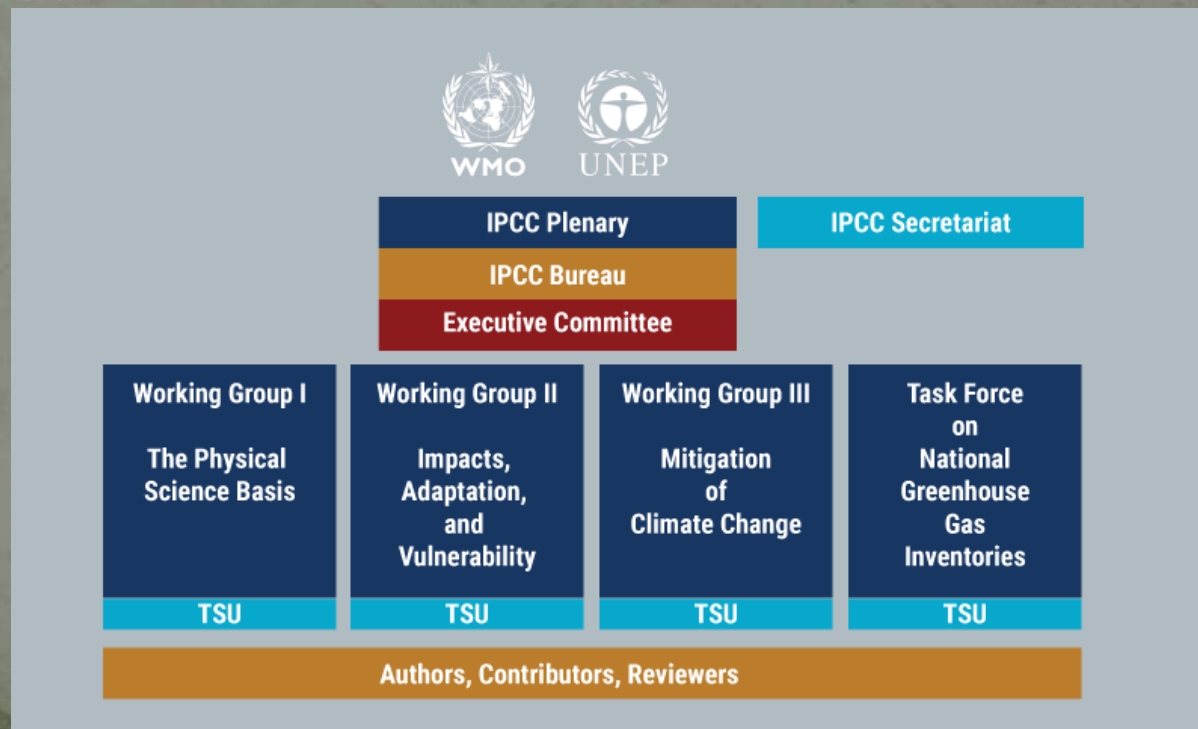 WMO
UNEP
IPCC Plenary
IPCC Secretariat
IPCC Bureau
Executive Committee
Working Group I
The Physical
Science Basis
TSU
Working Group II
Impacts,
Adaptation,
and
Vulnerability
TSU
Working Group III
Mitigation
of
Climate Change
TSU
Task Force
on
National
Greenhouse
Gas
Inventories
TSU
Authors, Contributors, Reviewers